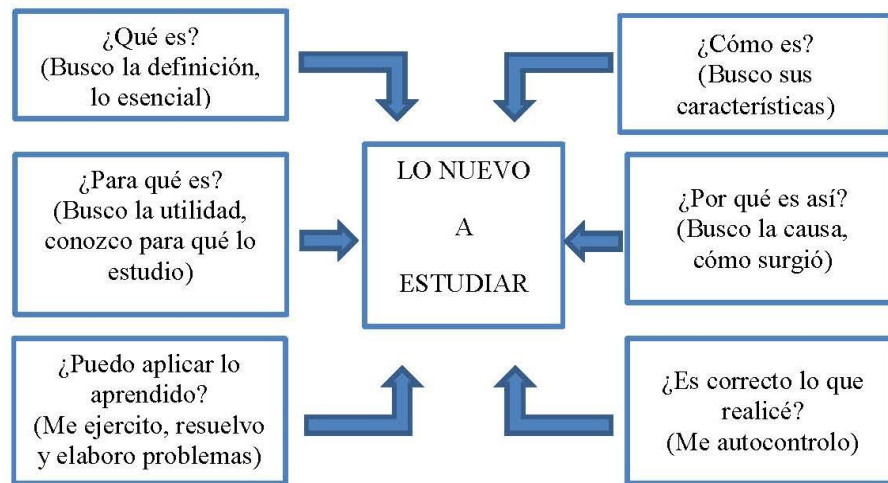 ¿Qué es?
(Busco la definición,
lo esencial)
¿Cómo es?
(Busco sus
características)
¿Para qué es?
(Busco la utilidad,
conozco para qué lo
estudio)
LO NUEVO
A
ESTUDIAR
¿Por qué es así?
(Busco la causa,
cómo surgió)
¿Puedo aplicar lo
aprendido?
(Me ejercito, resuelvo
y elaboro problemas)
¿Es correcto lo que
realicé?
(Me autocontrolo)